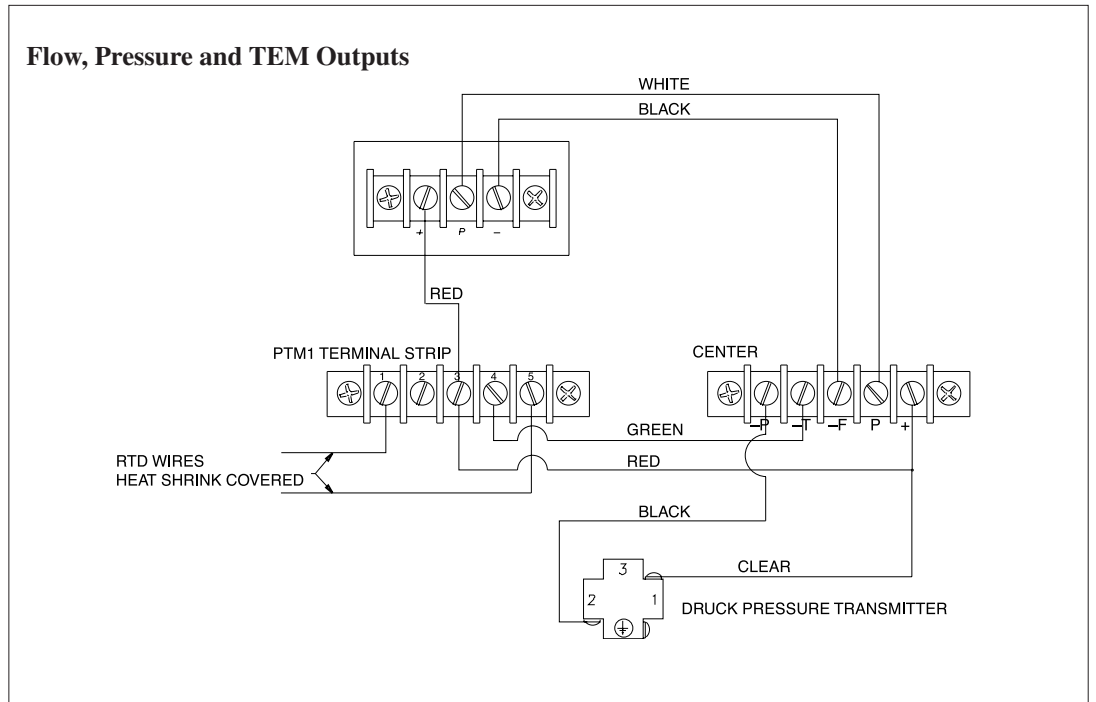 Flow, Pressure and TEM Outputs
WHITE
BLACK
+ P –
RED
PTM1 TERMINAL STRIP
CENTER
1 2 3 4 5
–P –T –F P +
GREEN
RED
RTD WIRES
HEAT SHRINK COVERED
BLACK
CLEAR
3
2 1
DRUCK PRESSURE TRANSMITTER